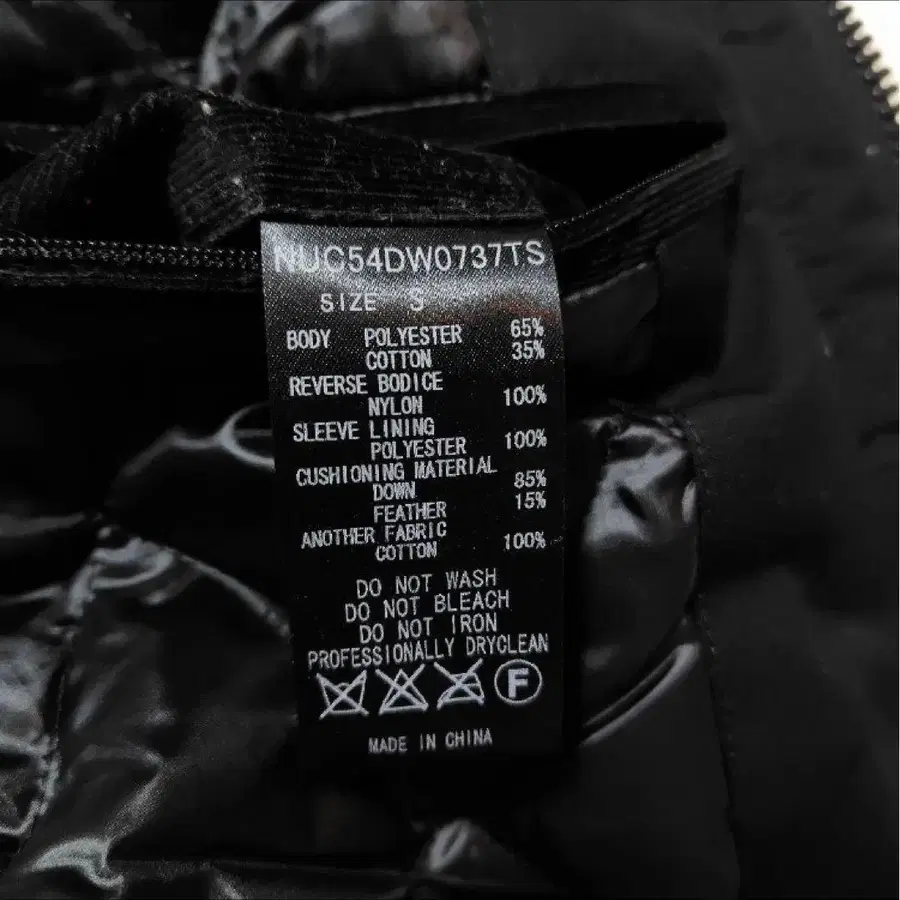 NUC54DW0737TS
SIZE S
BODY POLYESTER 65%
COTTON 35%
REVERSE BODICE
NYLON 100%
SLEEVE LINING
POLYESTER 100%
CUSHIONING MATERIAL
DOWN 85%
FEATHER 15%
ANOTHER FABRIC
COTTON 100%
DO NOT WASH
DO NOT BLEACH
DO NOT IRON
PROFESSIONALLY DRYCLEAN
F
MADE IN CHINA